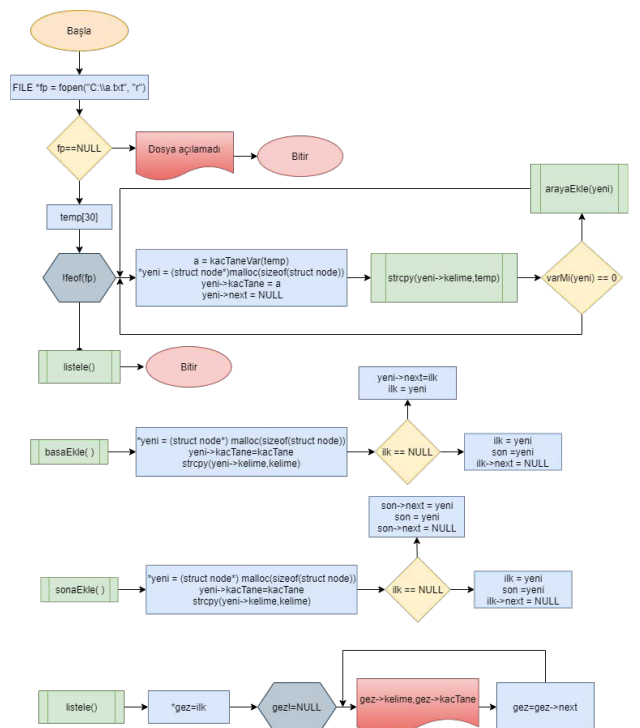 Başla
FILE *fp = fopen("C:\\a.txt", "r")
fp==NULL
Dosya açılamadı
Bitir
temp[30]
arayaEkle(yeni)
!feof(fp)
a = kacTaneVar(temp)
*yeni = (struct node*)malloc(sizeof(struct node))
yeni->kacTane = a
yeni->next = NULL
strcpy(yeni->kelime,temp)
varMi(yeni) == 0
listele()
Bitir
yeni->next=ilk
ilk = yeni
basaEkle( )
*yeni = (struct node*) malloc(sizeof(struct node))
yeni->kacTane=kacTane
strcpy(yeni->kelime,kelime)
ilk == NULL
ilk = yeni
son =yeni
ilk->next = NULL
son->next = yeni
son = yeni
son->next = NULL
sonaEkle( )
*yeni = (struct node*) malloc(sizeof(struct node))
yeni->kacTane=kacTane
strcpy(yeni->kelime,kelime)
ilk == NULL
ilk = yeni
son =yeni
ilk->next = NULL
listele()
*gez=ilk
gez!=NULL
gez->kelime,gez->kacTane
gez=gez->next